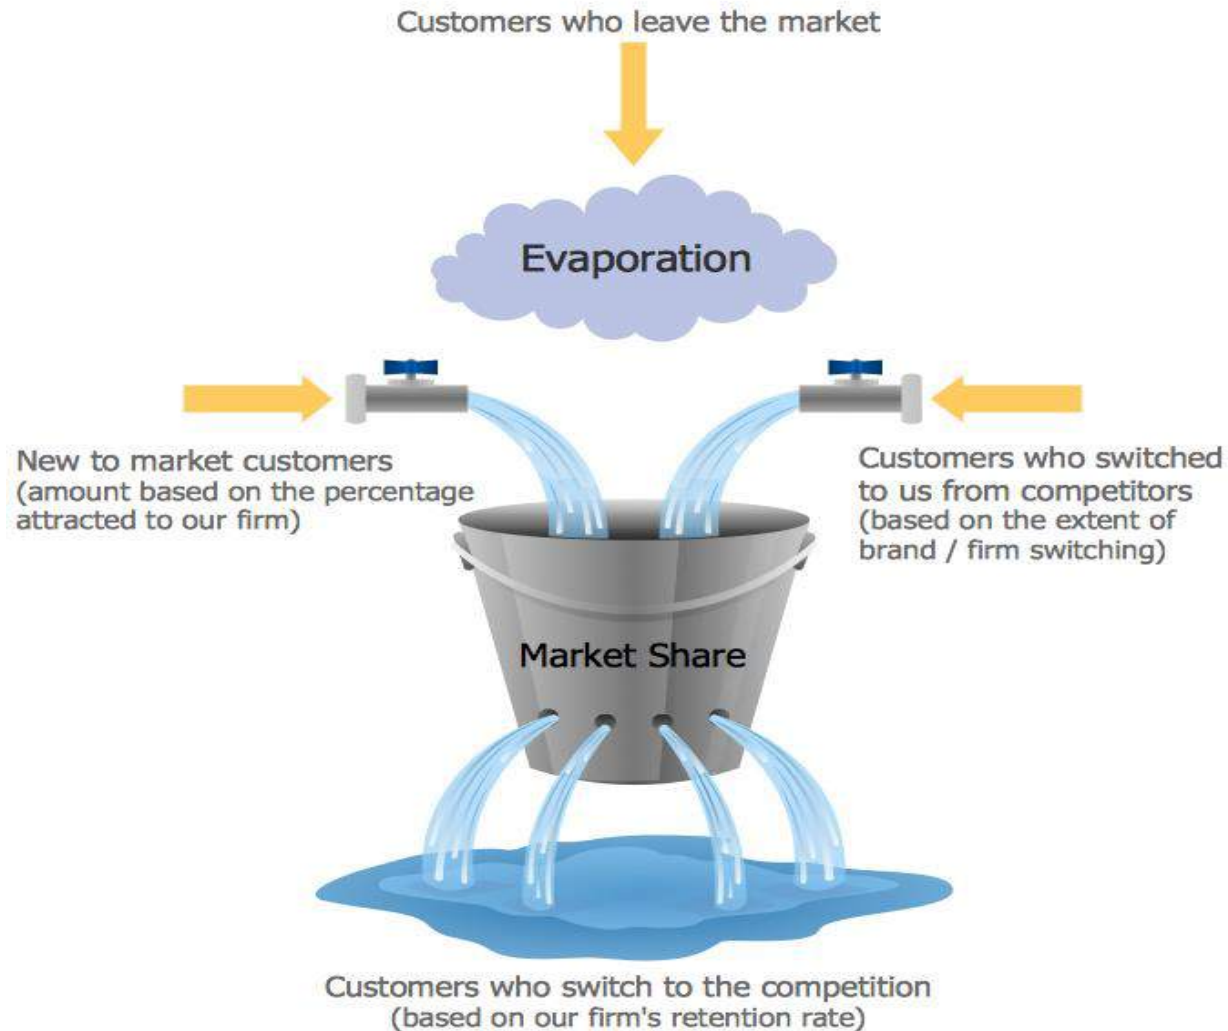 Customers who leave the market
Evaporation
New to market customers
(amount based on the percentage
attracted to our firm)
Customers who switched
to us from competitors
(based on the extent of
brand / firm switching)
Market Share
Customers who switch to the competition
(based on our firm's retention rate)